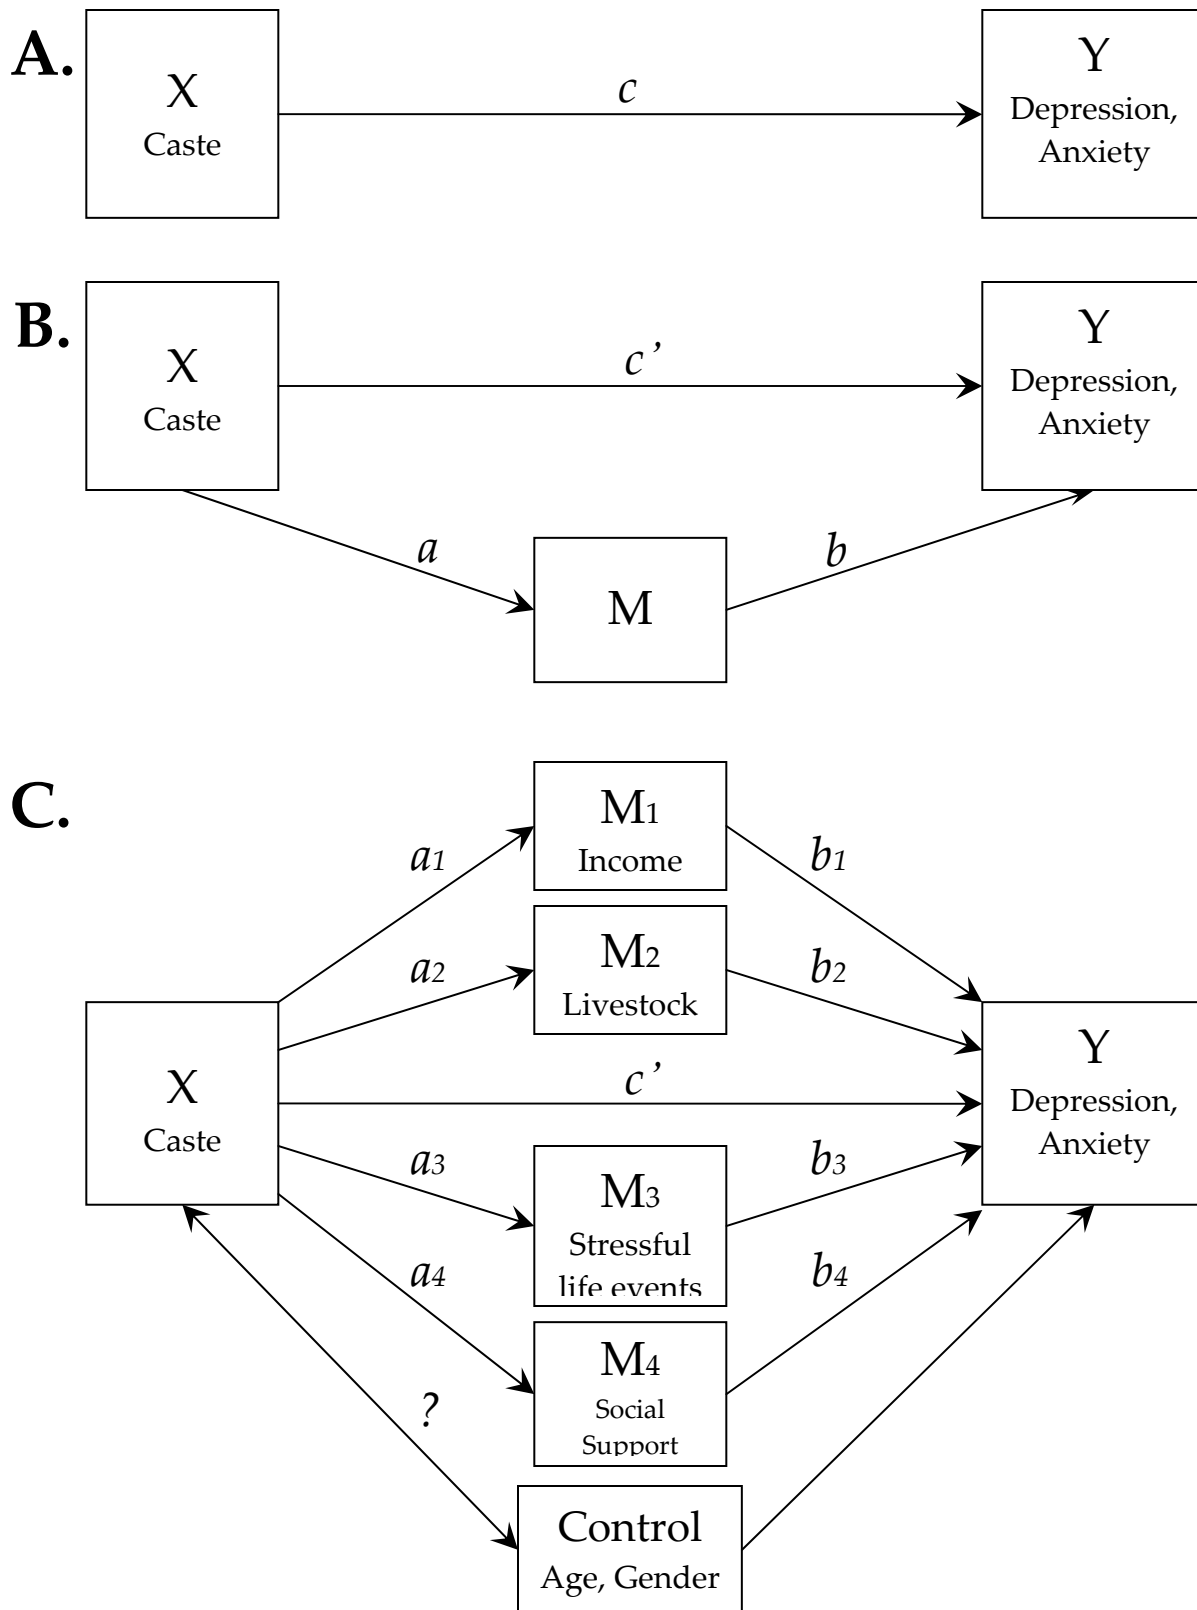 A.
X
Caste
c
Y
Depression,
Anxiety
B.
X
Caste
c’
Y
Depression,
Anxiety
a
M
b
C.
M1
Income
a1
b1
M2
Livestock
a2
b2
X
Caste
c’
Y
Depression,
Anxiety
a3
M3
Stressful
life events
b3
a4
M4
Social
Support
b4
?
Control
Age, Gender